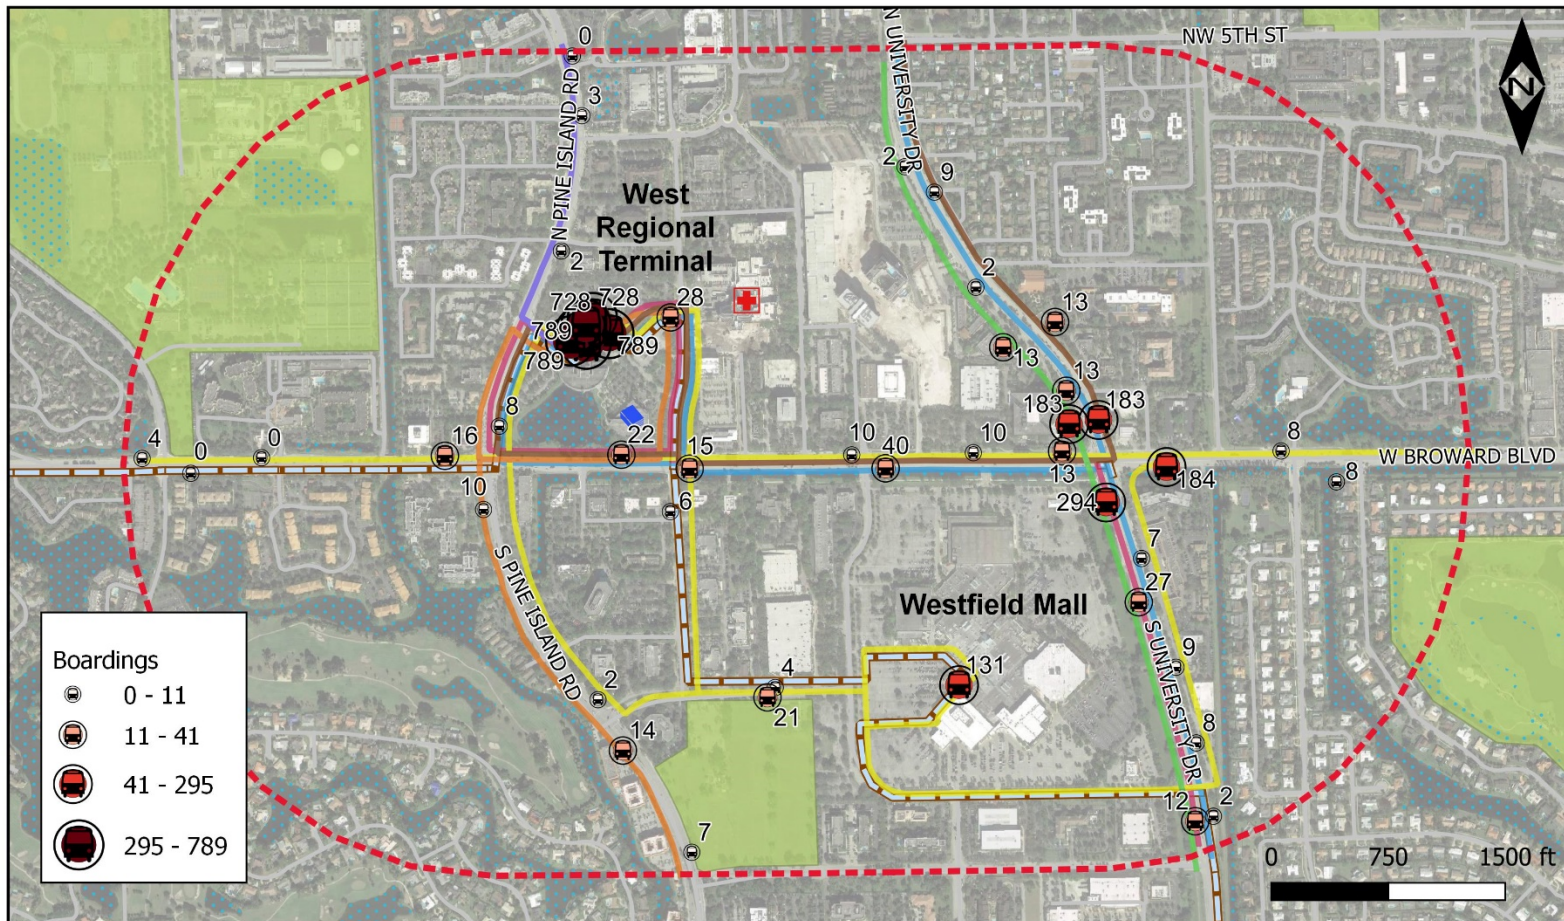 0
NW 5TH ST
N UNIVERSITY DR
N PINE ISLAND RD
3
2
9
West
Regional
Terminal
2
2
728
728
28
13
789
789
789
13
13
183
183
8
16
22
15
10
40
10
13
184
8
8
W BROWARD BLVD
4
0
0
10
6
294
7
27
S PINE ISLAND RD
Westfield Mall
S UNIVERSITY DR
9
131
4
2
21
14
8
12
2
7
Boardings
0 - 11
11 - 41
41 - 295
295 - 789
0
750
1500 ft
N